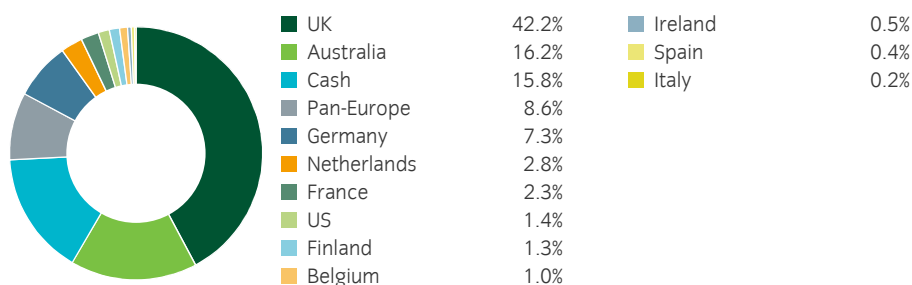 UK 42.2%
Australia 16.2%
Cash 15.8%
Pan-Europe 8.6%
Germany 7.3%
Netherlands 2.8%
France 2.3%
US 1.4%
Finland 1.3%
Belgium 1.0%
Ireland 0.5%
Spain 0.4%
Italy 0.2%